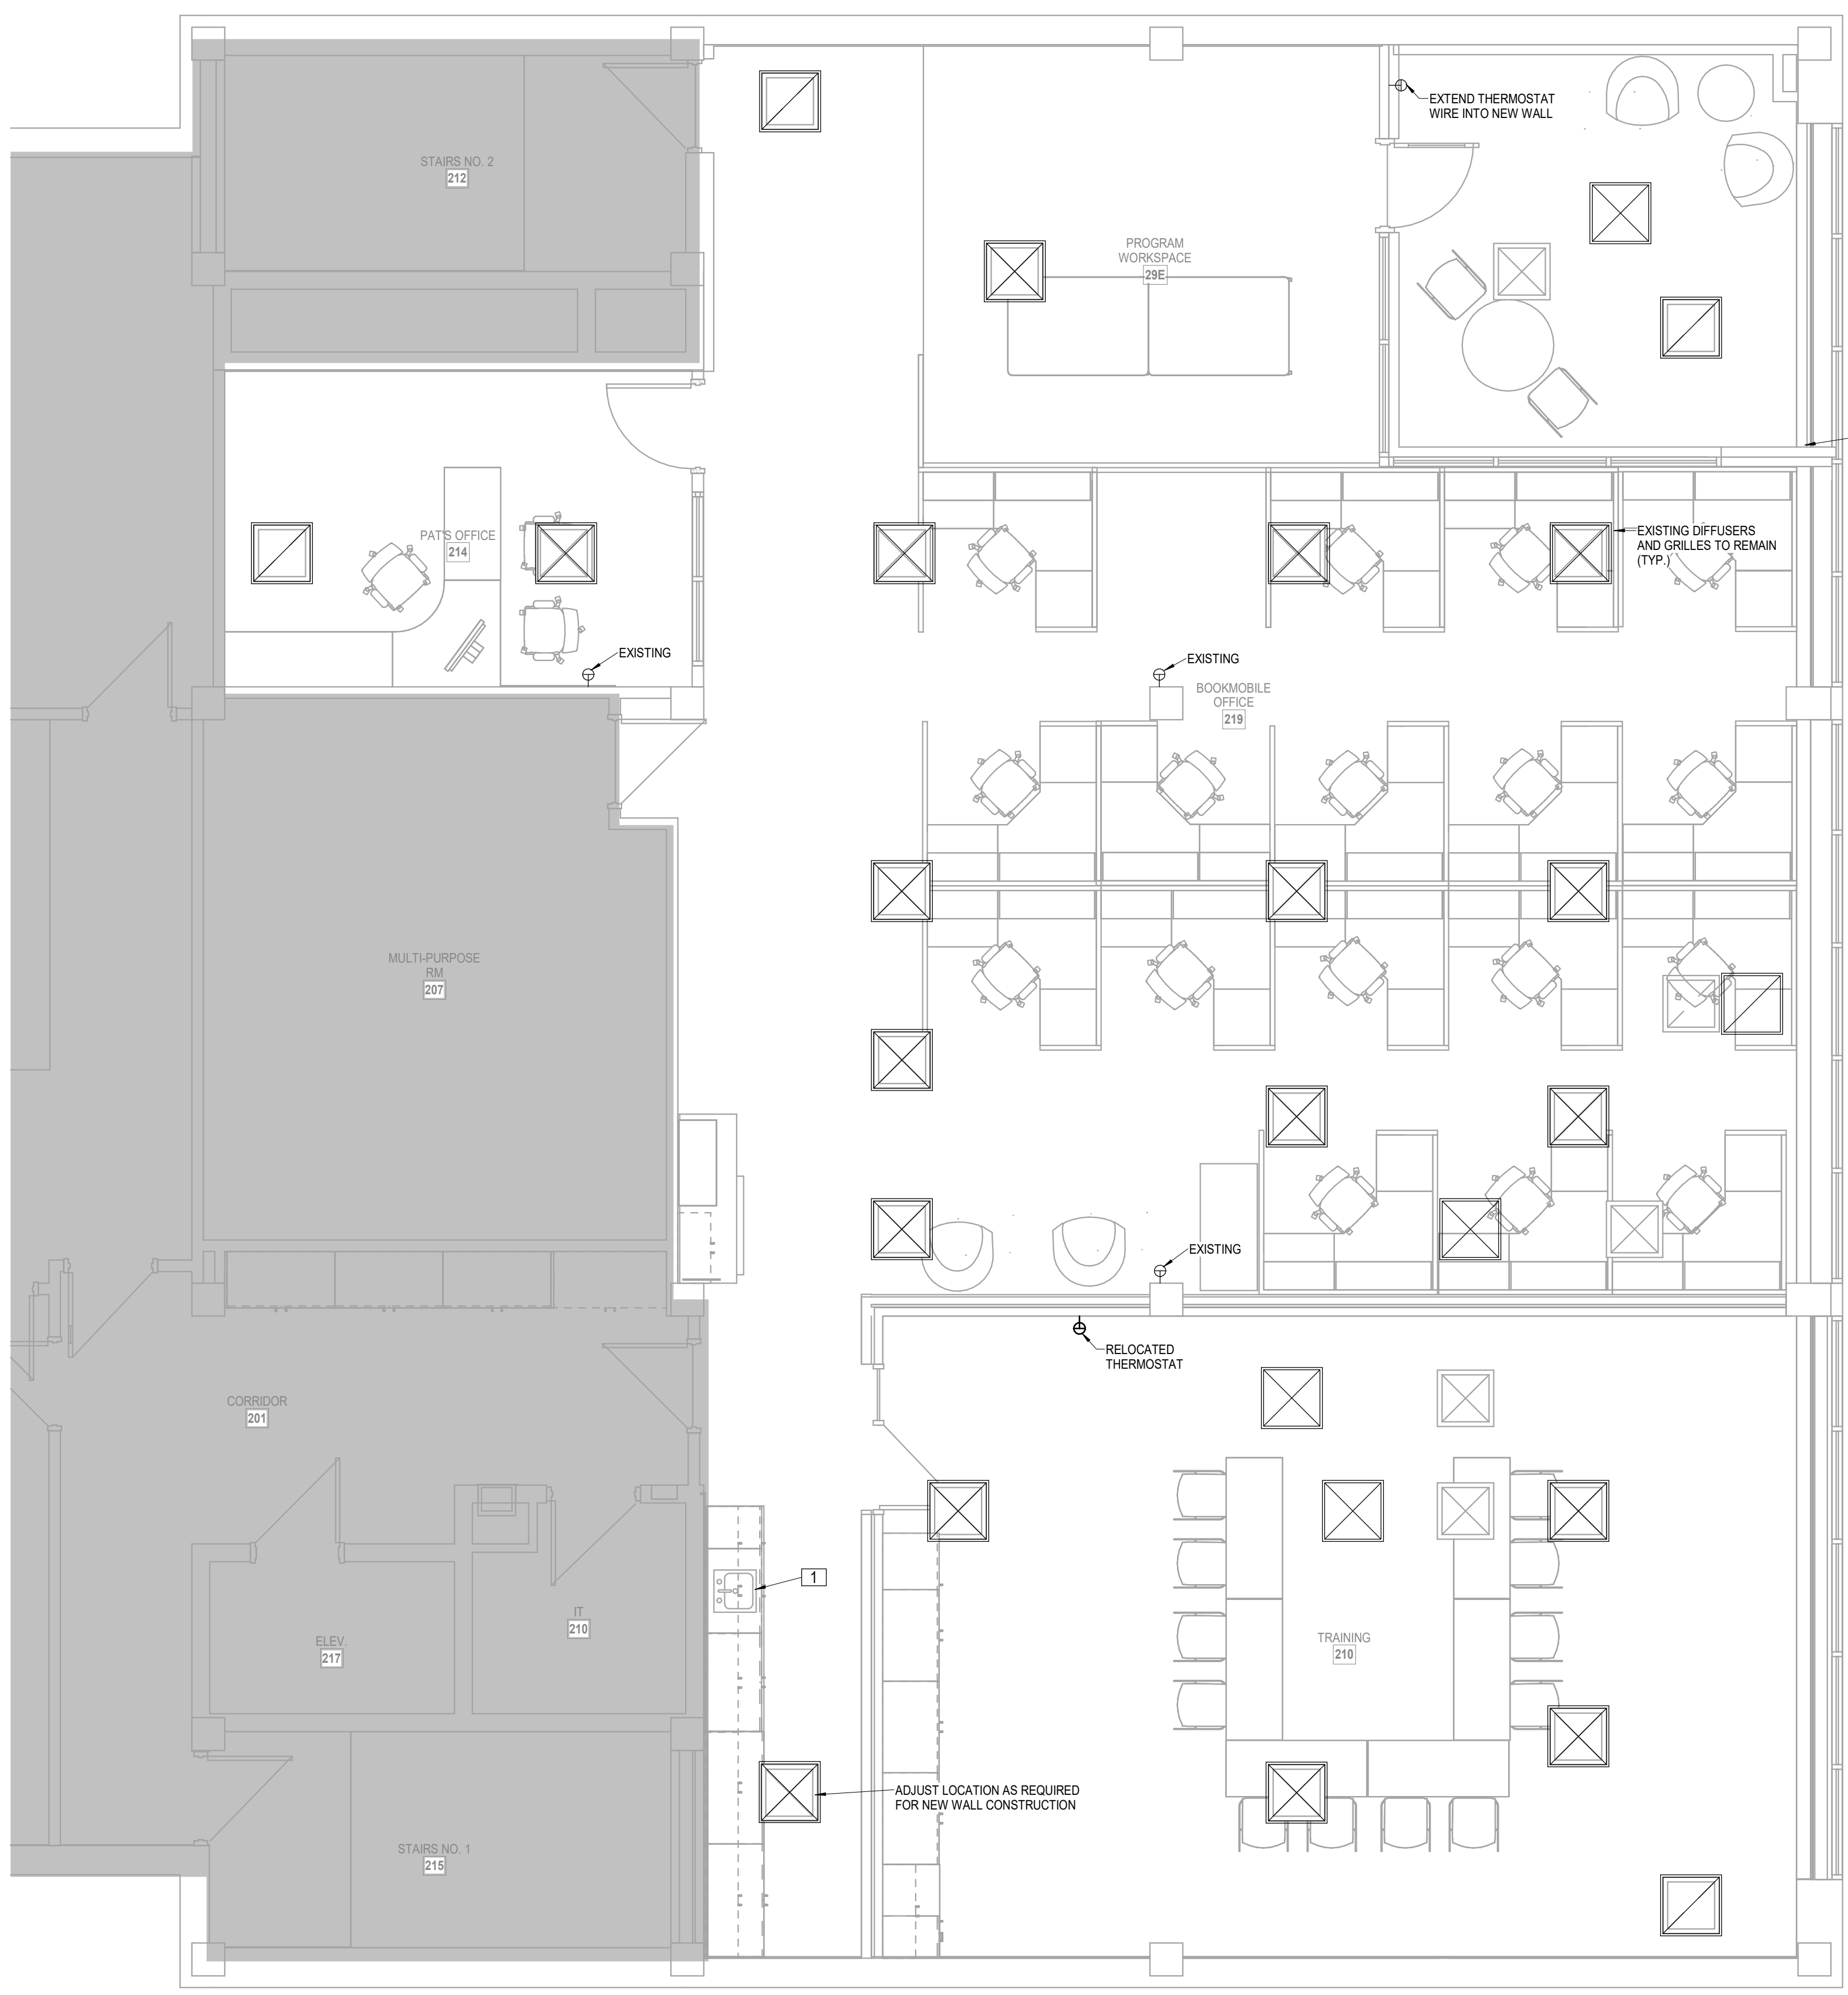 EXTEND THERMOSTAT
WIRE INTO NEW WALL
STAIRS NO. 2
212
PROGRAM
WORKSPACE
29E
PAT'S OFFICE
214
EXISTING DIFFUSERS
AND GRILLES TO REMAIN
(TYP.)
EXISTING
EXISTING
BOOKMOBILE
OFFICE
219
MULTI-PURPOSE
RM
207
EXISTING
RELOCATED
THERMOSTAT
CORRIDOR
201
1
IT
210
ELEV.
217
TRAINING
210
ADJUST LOCATION AS REQUIRED
FOR NEW WALL CONSTRUCTION
STAIRS NO. 1
215